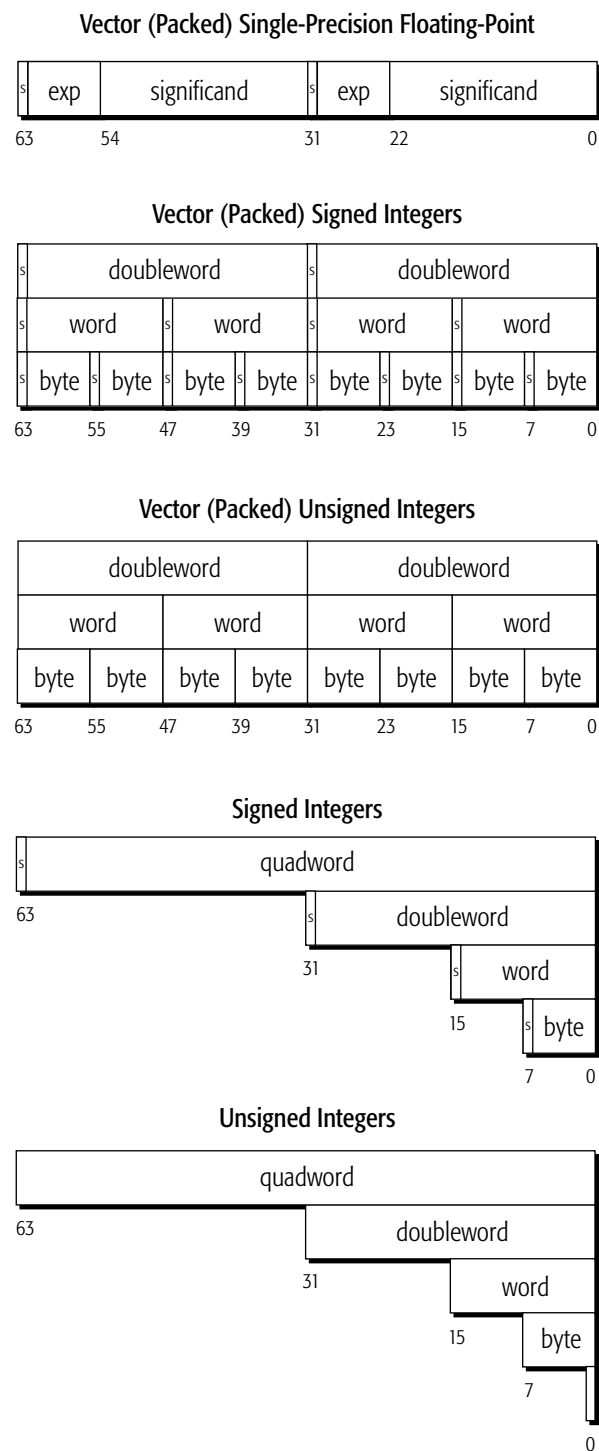 Vector (Packed) Single-Precision Floating-Point
s exp significand s exp significand
63 54 31 22 0
Vector (Packed) Signed Integers
s doubleword s doubleword
s word s word s word s word
s byte s byte s byte s byte s byte s byte s byte s byte
63 55 47 39 31 23 15 7 0
Vector (Packed) Unsigned Integers
doubleword doubleword
word word word word
byte byte byte byte byte byte byte byte
63 55 47 39 31 23 15 7 0
Signed Integers
s quadword
63 s doubleword
31 s word
15 s byte
7 0
Unsigned Integers
quadword
63 doubleword
31 word
15 byte
7
0